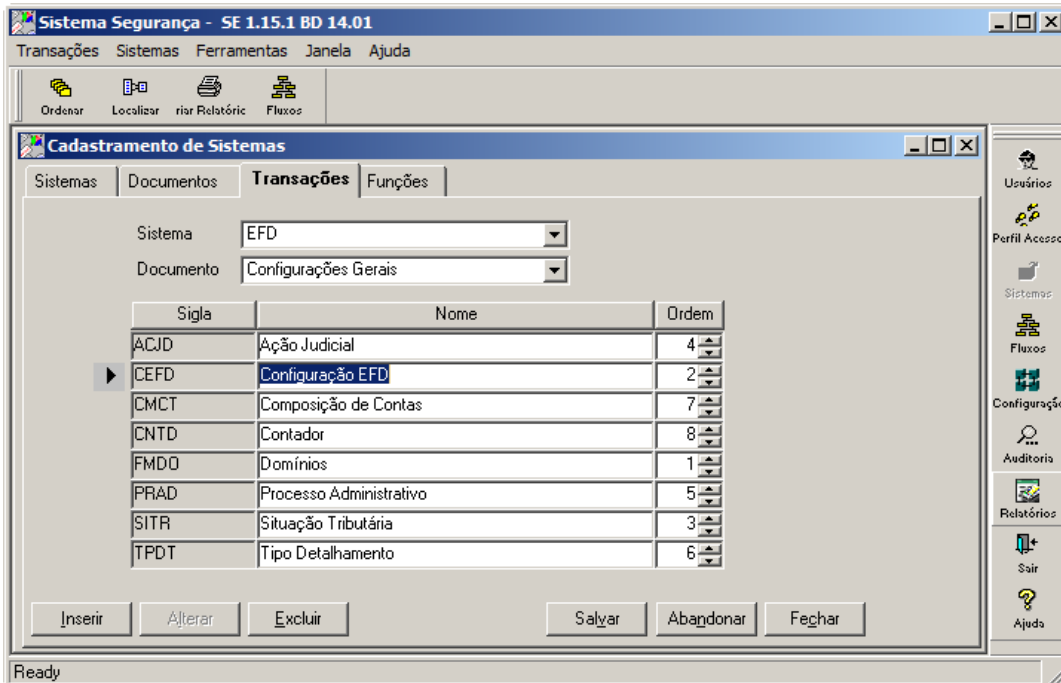 Sistema Segurança - SE 1.15.1 BD 14.01
Transações Sistemas Ferramentas Janela Ajuda
Ordenar Localizar riar Relatóric Fluxos
Cadastramento de Sistemas
Sistemas Documentos Transações Funções
Sistema EFD
Documento Configurações Gerais
Sigla Nome Ordem
ACJD Ação Judicial 4
CEFD Configuração EFD 2
CMCT Composição de Contas 7
CNTD Contador 8
FMDO Domínios 1
PRAD Processo Administrativo 5
SITR Situação Tributária 3
TPDT Tipo Detalhamento 6
Inserir Alterar Excluir Salvar Abandonar Fechar
Usuários
Perfil Acesso
Sistemas
Fluxos
Configuração
Auditoria
Relatórios
Sair
Ajuda
Ready